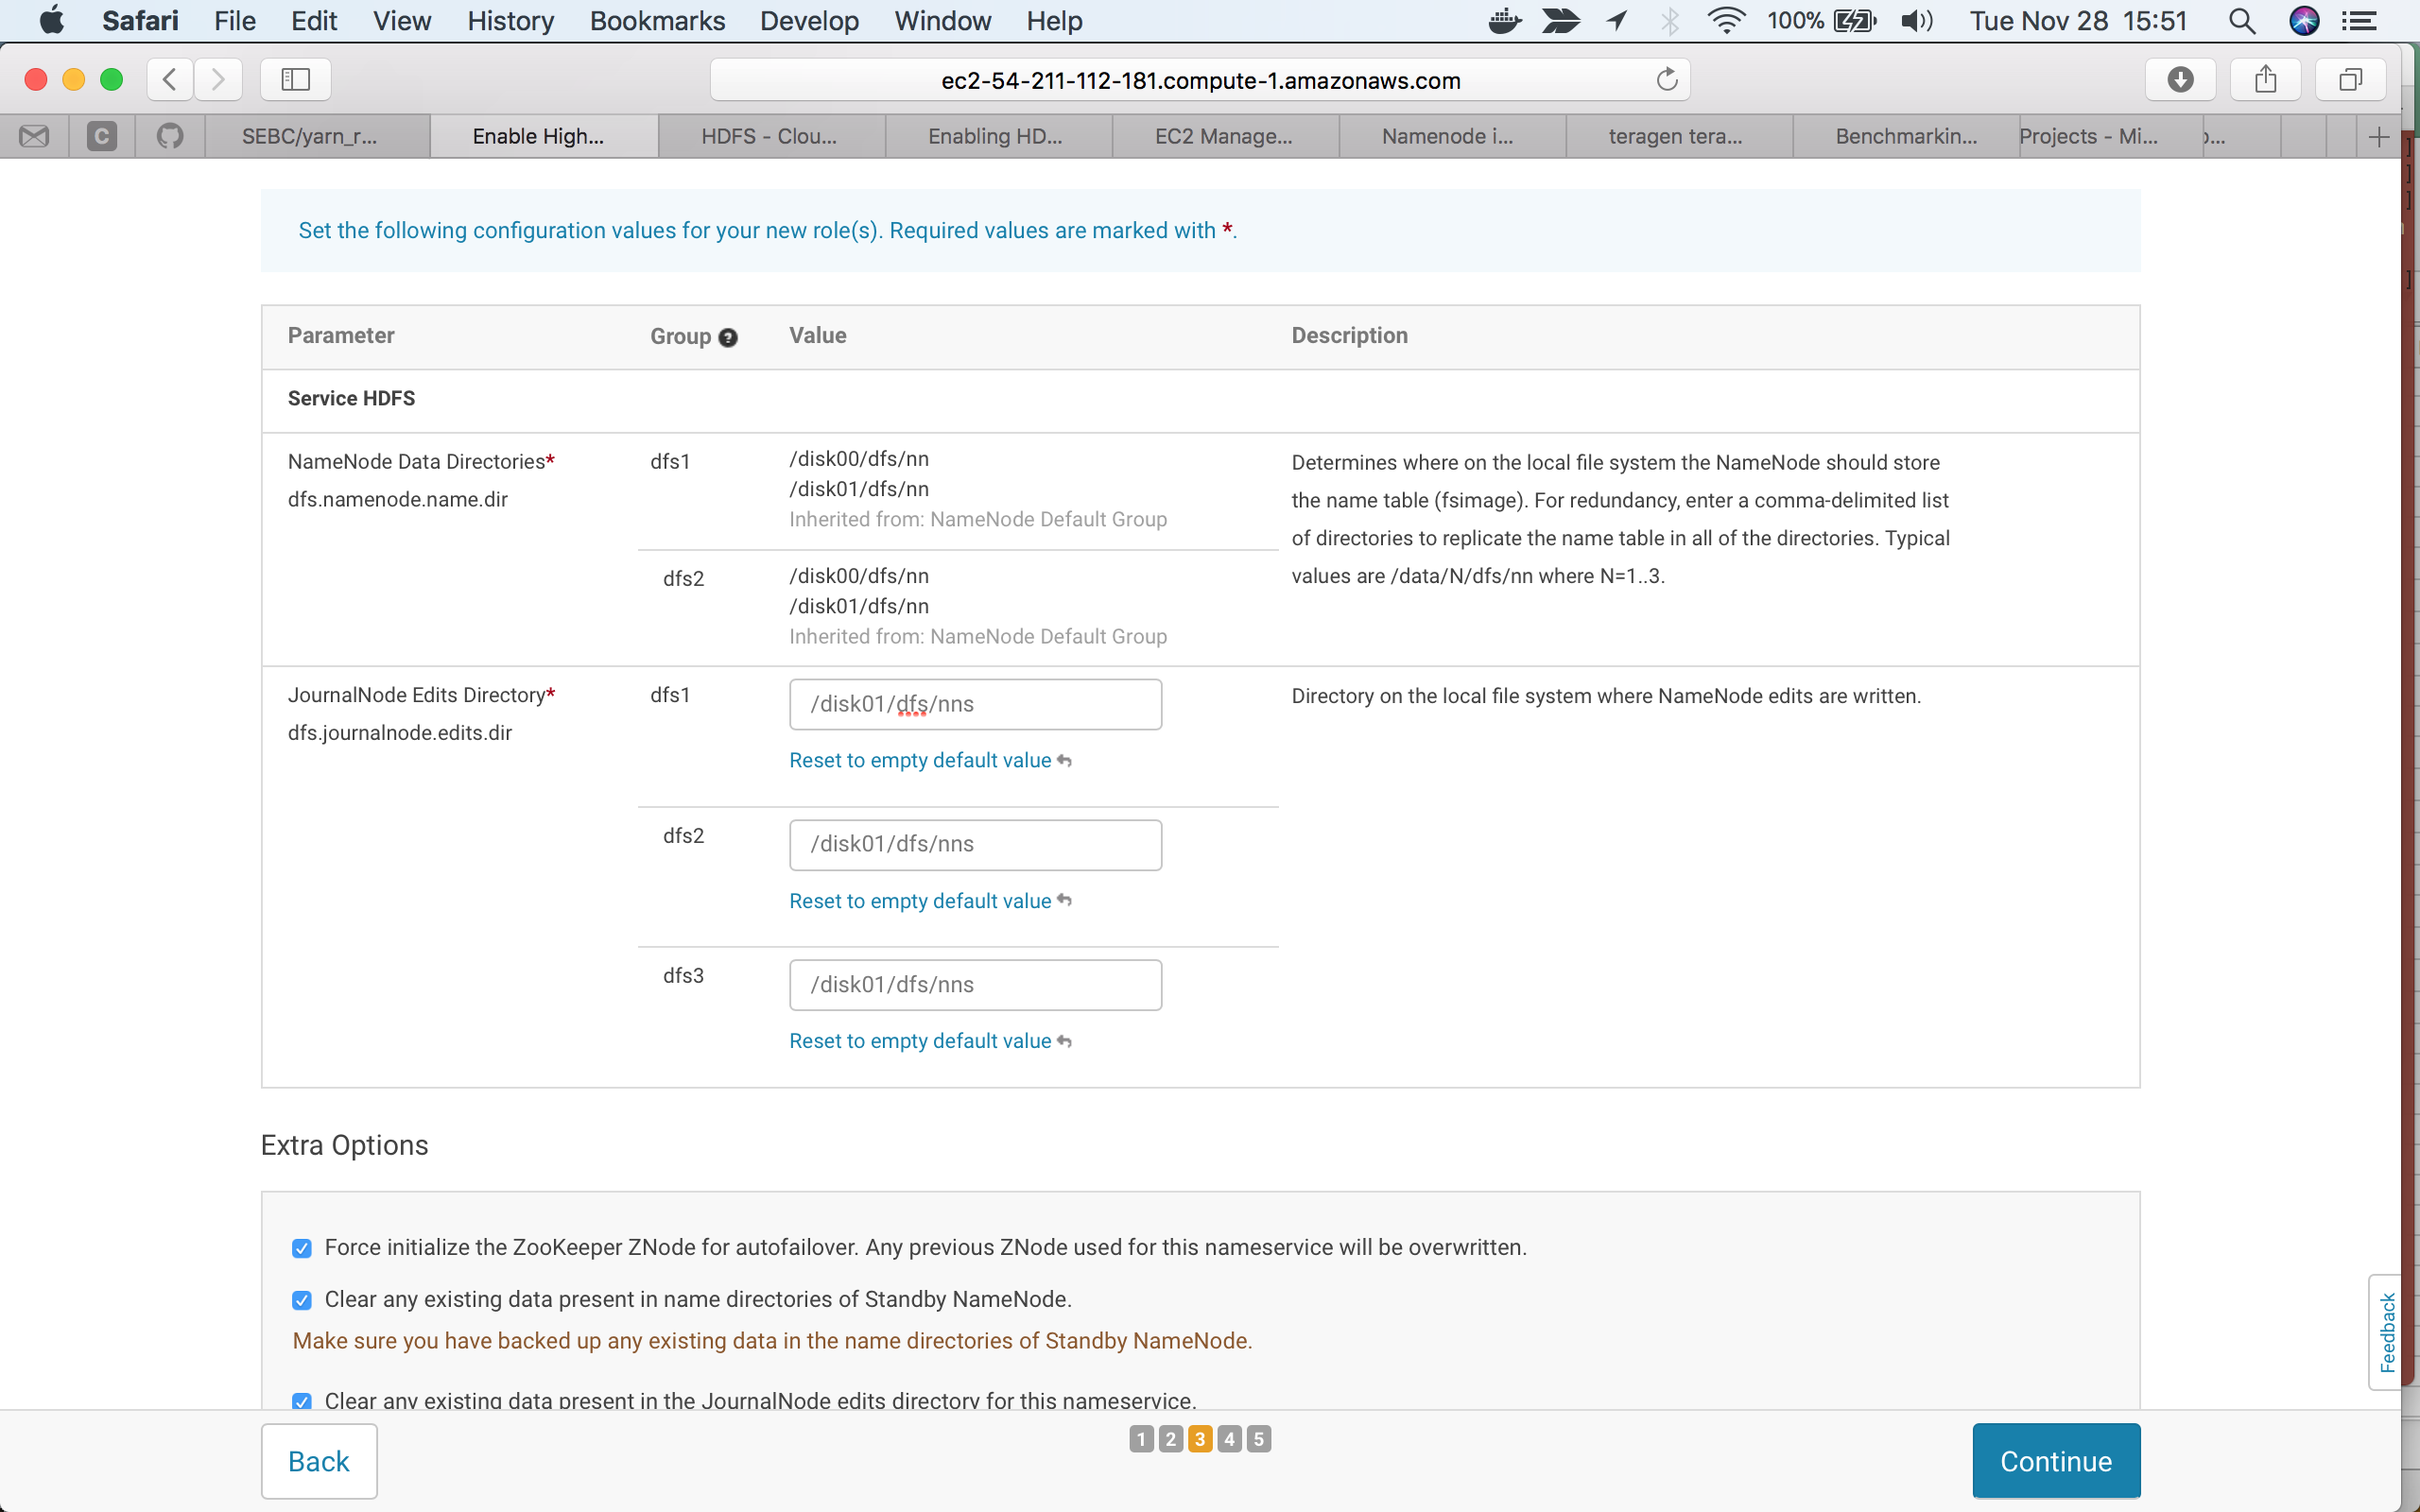 Safari File Edit View History Bookmarks Develop Window Help 100% Tue Nov 28 15:51
ec2-54-211-112-181.compute-1.amazonaws.com
C SEBC/yarn_r... Enable High... HDFS - Clou... Enabling HD... EC2 Manage... Namenode i... teragen tera... Benchmarkin... Projects - Mi...
Set the following configuration values for your new role(s). Required values are marked with *.
Parameter Group ? Value Description
Service HDFS
NameNode Data Directories*
dfs.namenode.name.dir
dfs1
/disk00/dfs/nn
/disk01/dfs/nn
Inherited from: NameNode Default Group
dfs2
/disk00/dfs/nn
/disk01/dfs/nn
Inherited from: NameNode Default Group
Determines where on the local file system the NameNode should store
the name table (fsimage). For redundancy, enter a comma-delimited list
of directories to replicate the name table in all of the directories. Typical
values are /data/N/dfs/nn where N=1..3.
JournalNode Edits Directory*
dfs.journalnode.edits.dir
dfs1
/disk01/dfs/nns
Reset to empty default value
dfs2
/disk01/dfs/nns
Reset to empty default value
dfs3
/disk01/dfs/nns
Reset to empty default value
Directory on the local file system where NameNode edits are written.
Extra Options
Force initialize the ZooKeeper ZNode for autofailover. Any previous ZNode used for this nameservice will be overwritten.
Clear any existing data present in name directories of Standby NameNode.
Make sure you have backed up any existing data in the name directories of Standby NameNode.
Clear any existing data present in the JournalNode edits directory for this nameservice.
Feedback
Back
1 2 3 4 5
Continue